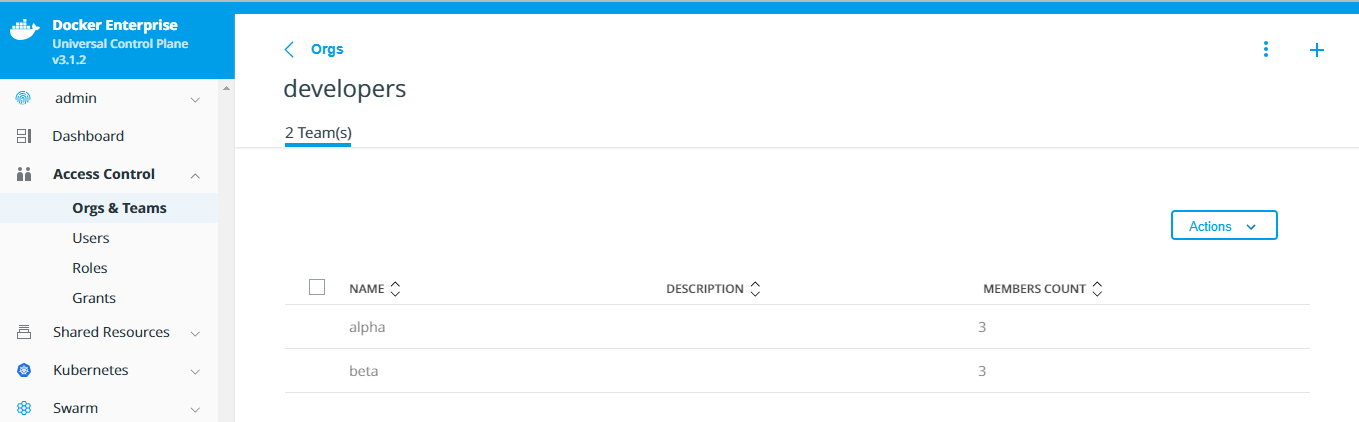 Docker Enterprise
Universal Control Plane
v3.1.2
admin
Dashboard
Access Control
Orgs & Teams
Users
Roles
Grants
Shared Resources
Kubernetes
Swarm
Orgs
developers
2 Team(s)
Actions
NAME DESCRIPTION MEMBERS COUNT
alpha 3
beta 3